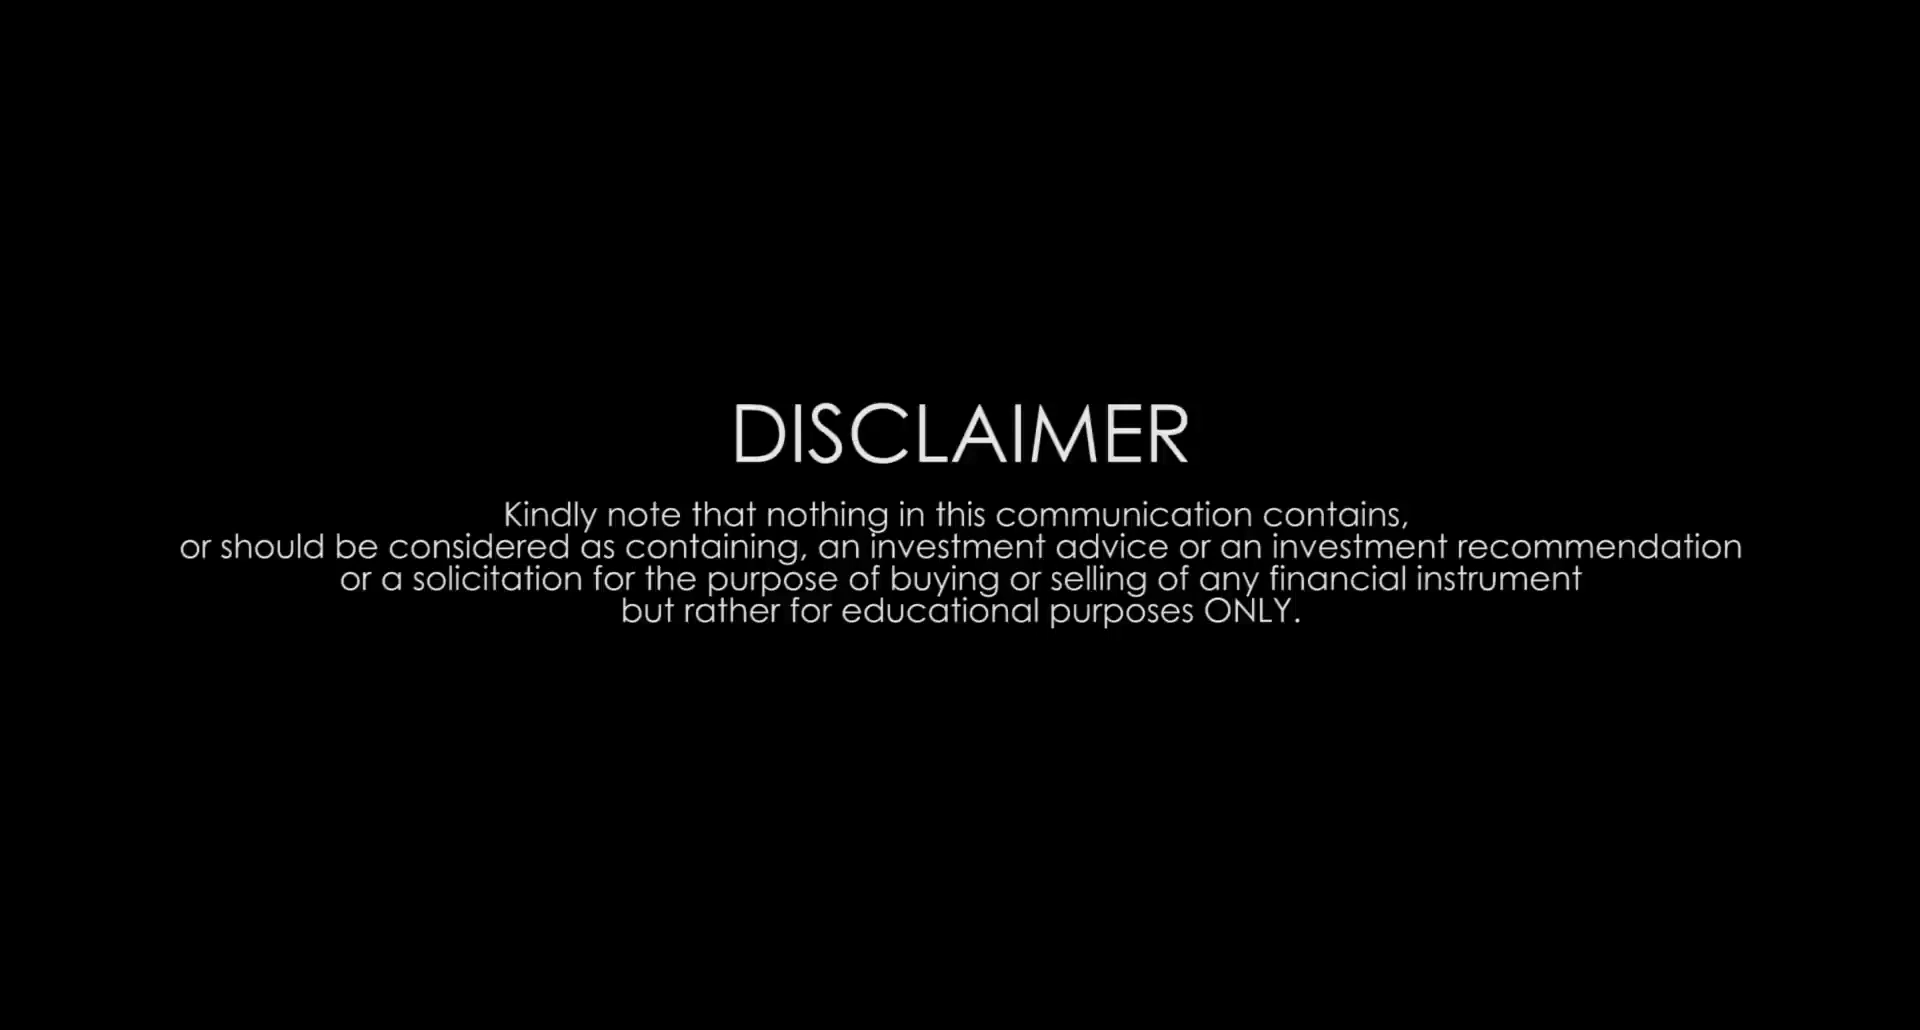 DISCLAIMER
Kindly note that nothing in this communication contains,
or should be considered as containing, an investment advice or an investment recommendation
or a solicitation for the purpose of buying or selling of any financial instrument
but rather for educational purposes ONLY.